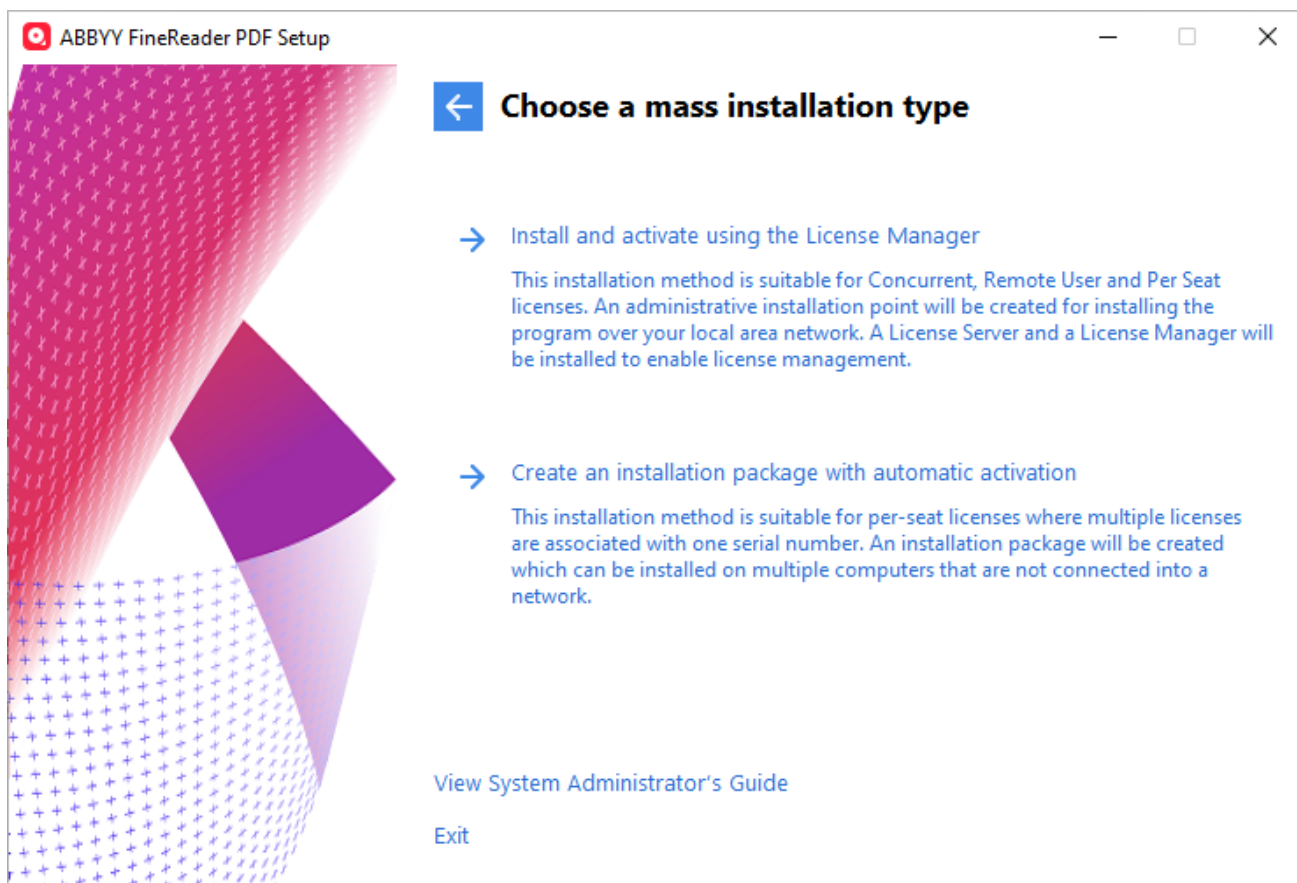 ABBYY FineReader PDF Setup
Choose a mass installation type
Install and activate using the License Manager
This installation method is suitable for Concurrent, Remote User and Per Seat
licenses. An administrative installation point will be created for installing the
program over your local area network. A License Server and a License Manager will
be installed to enable license management.
Create an installation package with automatic activation
This installation method is suitable for per-seat licenses where multiple licenses
are associated with one serial number. An installation package will be created
which can be installed on multiple computers that are not connected into a
network.
View System Administrator's Guide
Exit